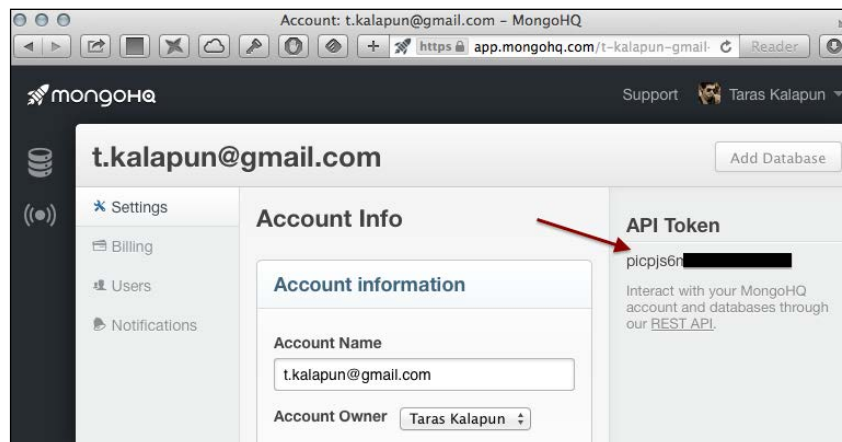 Account: t.kalapun@gmail.com – MongoHQ
https app.mongohq.com/t-kalapun-gmail- Reader
mongoHQ
Support Taras Kalapun
t.kalapun@gmail.com
Add Database
Settings
Billing
Users
Notifications
Account Info
Account information
Account Name
t.kalapun@gmail.com
Account Owner Taras Kalapun
API Token
picpjs6
Interact with your MongoHQ
account and databases through
our REST API.